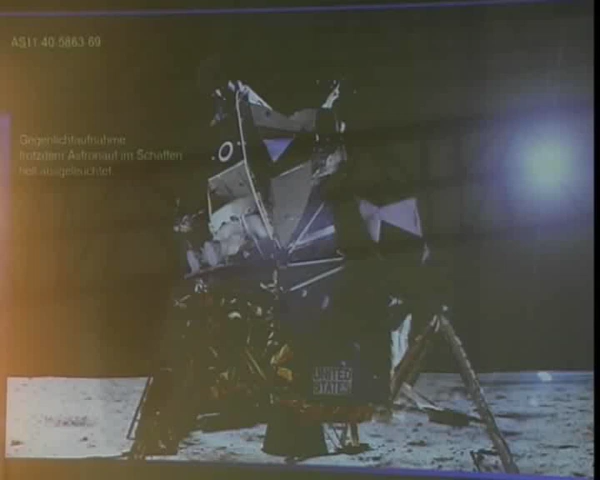 AS11 40 5863 69
Gegenlichtaufnahme
trotzdem Astronaut im Schatten
hell ausgeleuchtet
UNITED
STATES